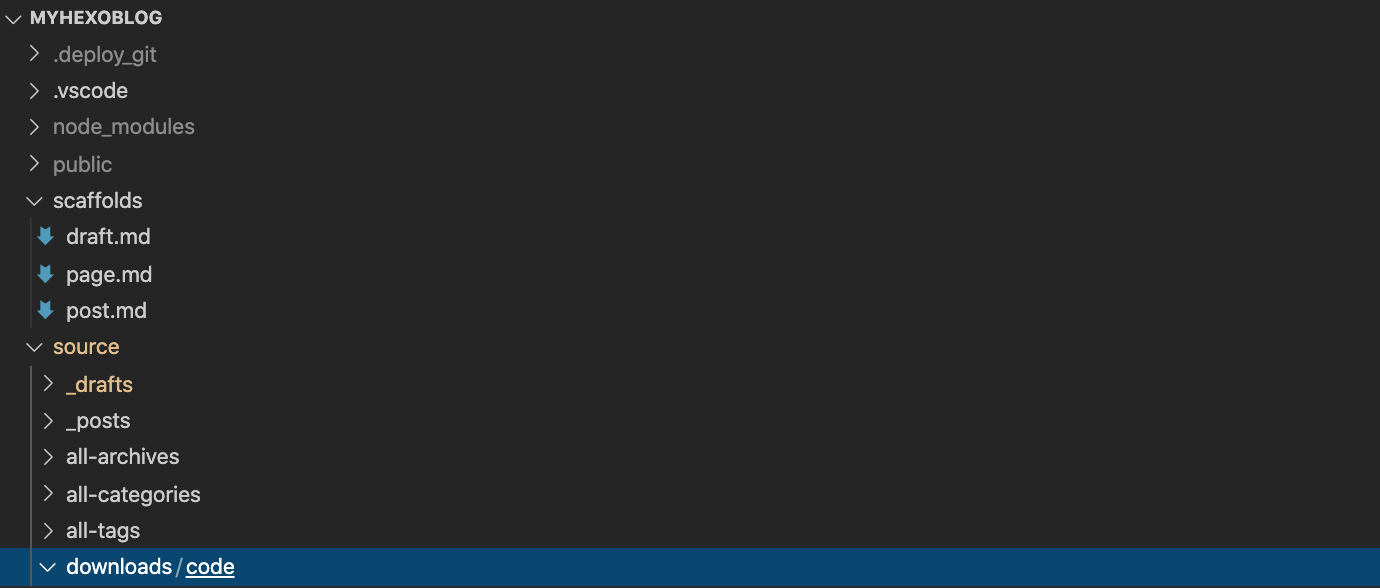 MYHEXOBLOG
.deploy_git
.vscode
node_modules
public
scaffolds
draft.md
page.md
post.md
source
_drafts
_posts
all-archives
all-categories
all-tags
downloads/code